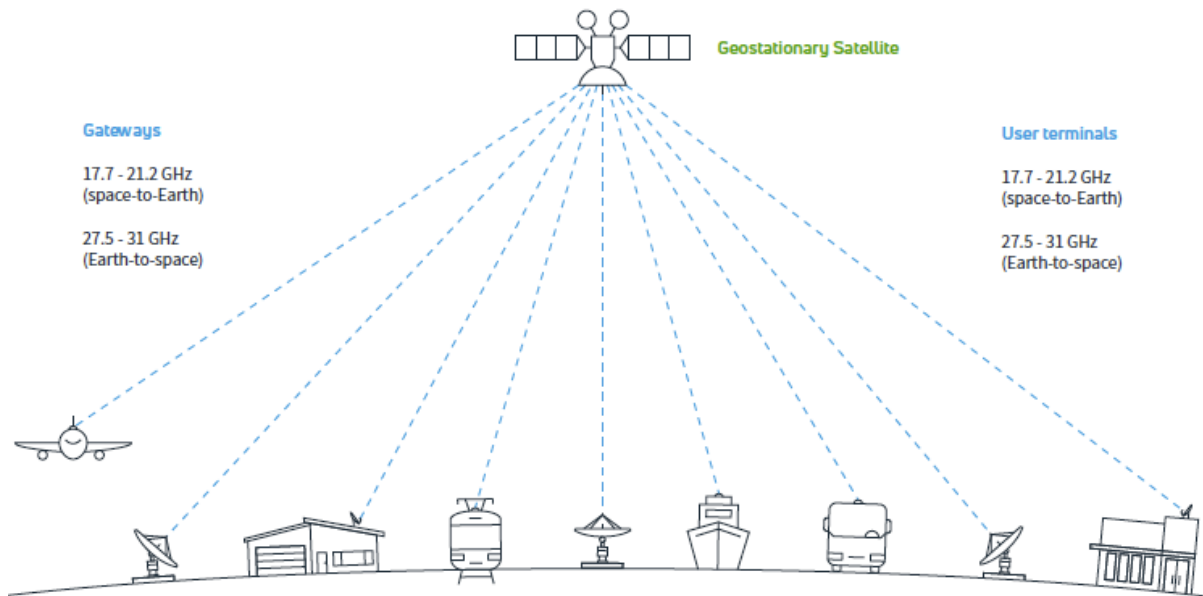 Geostationary Satellite
Gateways
17.7 - 21.2 GHz
(space-to-Earth)
27.5 - 31 GHz
(Earth-to-space)
User terminals
17.7 - 21.2 GHz
(space-to-Earth)
27.5 - 31 GHz
(Earth-to-space)